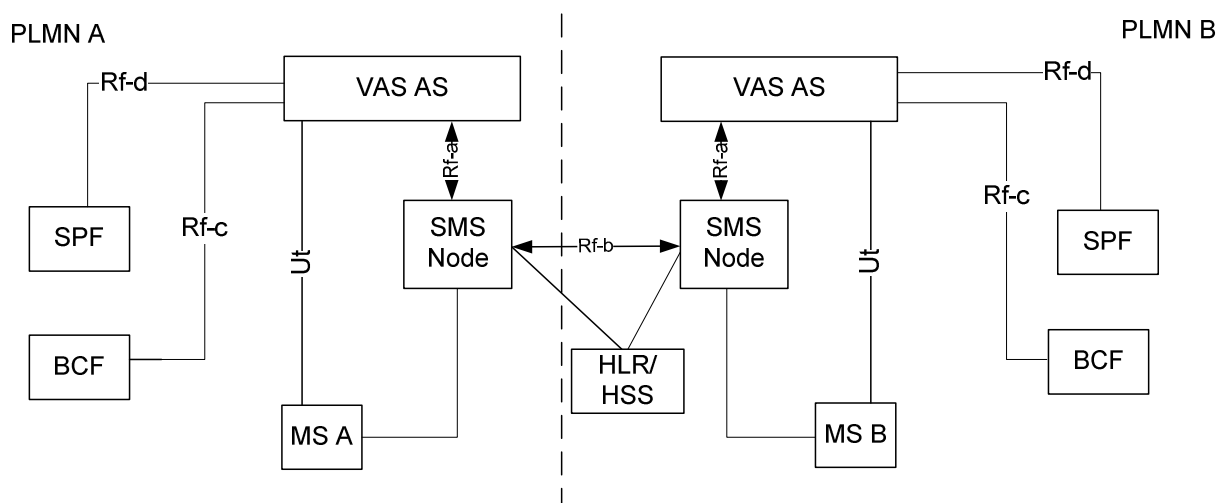 PLMN A
PLMN B
Rf-d
VAS AS
VAS AS
Rf-d
Rf-a
Rf-a
Rf-c
Rf-c
SPF
SMS
Node
Rf-b
SMS
Node
SPF
Ut
Ut
BCF
HLR/
HSS
BCF
MS A
MS B